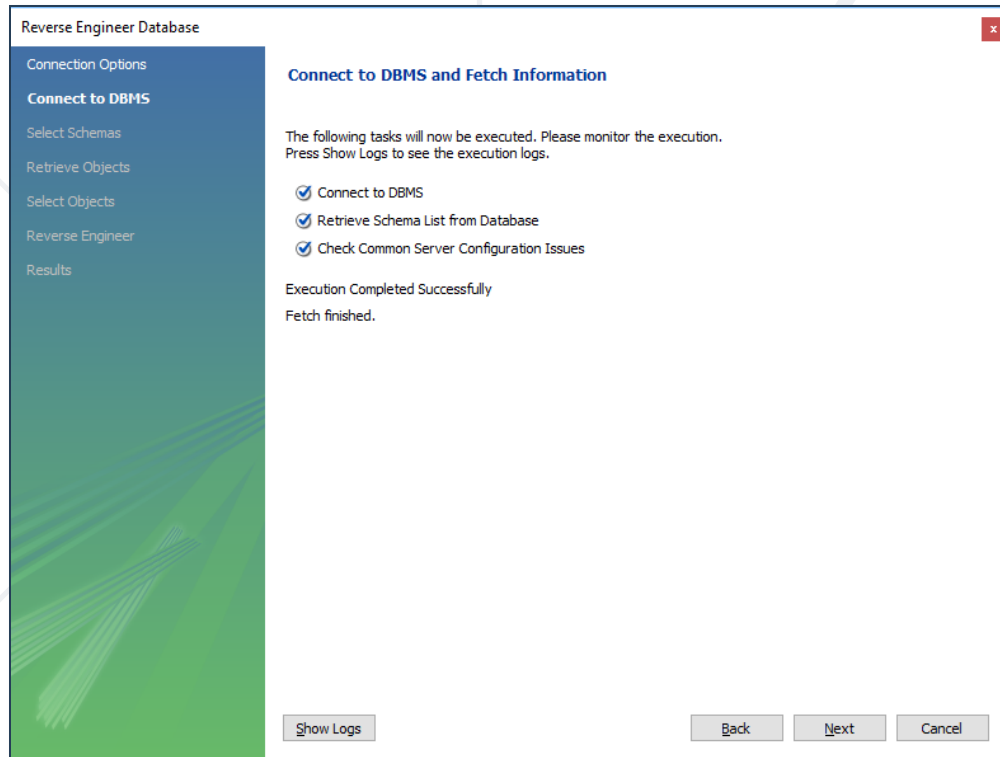 Reverse Engineer Database
x
Connection Options
Connect to DBMS
Select Schemas
Retrieve Objects
Select Objects
Reverse Engineer
Results
Connect to DBMS and Fetch Information
The following tasks will now be executed. Please monitor the execution.
Press Show Logs to see the execution logs.
Connect to DBMS
Retrieve Schema List from Database
Check Common Server Configuration Issues
Execution Completed Successfully
Fetch finished.
Show Logs
Back
Next
Cancel